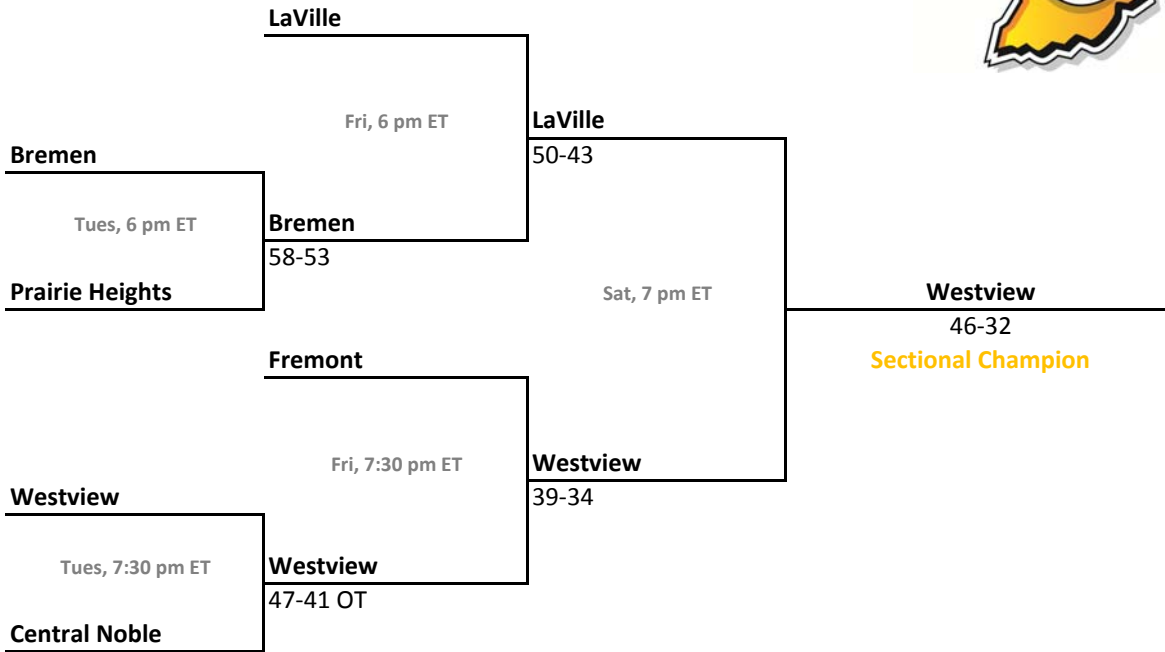 LaVille
Fri, 6 pm ET
LaVille
Bremen
50-43
Tues, 6 pm ET
Bremen
58-53
Prairie Heights
Sat, 7 pm ET
Westview
46-32
Fremont
Sectional Champion
Fri, 7:30 pm ET
Westview
Westview
39-34
Tues, 7:30 pm ET
Westview
47-41 OT
Central Noble